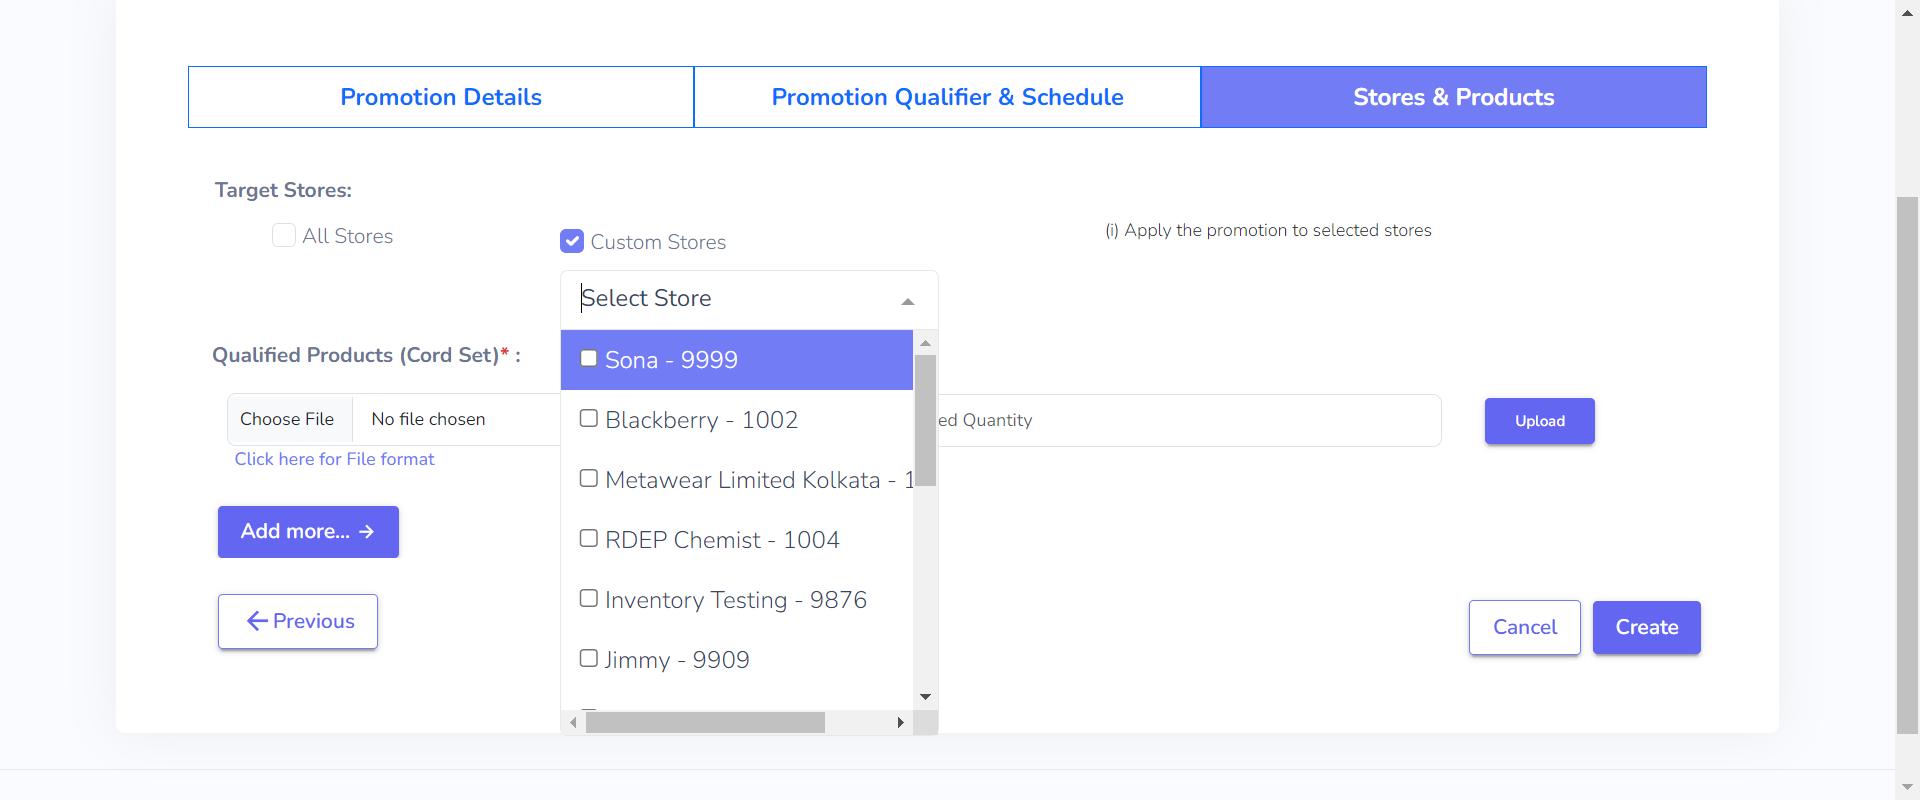 Promotion Details
Promotion Qualifier & Schedule
Stores & Products
Target Stores:
All Stores
Custom Stores
(i) Apply the promotion to selected stores
Select Store
Sona - 9999
Blackberry - 1002
Metawear Limited Kolkata - 1
RDEP Chemist - 1004
Inventory Testing - 9876
Jimmy - 9909
Qualified Products (Cord Set)* :
Choose File No file chosen
ed Quantity
Upload
Click here for File format
Add more... →
← Previous
Cancel
Create